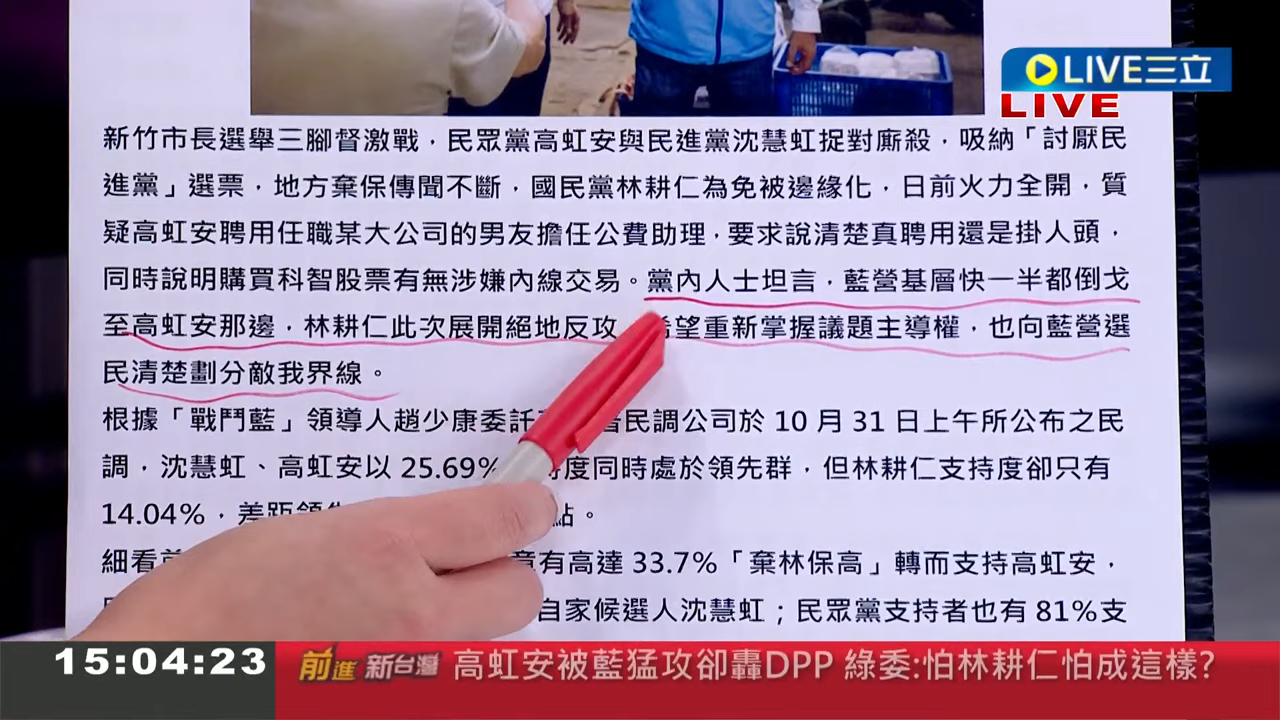 LIVE三立
LIVE
新竹市長選舉三腳督激戰，民眾黨高虹安與民進黨沈慧虹捉對廝殺，吸納「討厭民
進黨」選票，地方棄保傳聞不斷，國民黨林耕仁為免被邊緣化，日前火力全開，質
疑高虹安聘用任職某大公司的男友擔任公費助理，要求說清楚真聘用還是掛人頭，
同時說明購買科智股票有無涉嫌內線交易。黨內人士坦言，藍營基層快一半都倒戈
至高虹安那邊，林耕仁此次展開絕地反攻 望重新掌握議題主導權，也向藍營選
民清楚劃分敵我界線。
根據「戰鬥藍」領導人趙少康委託 民調公司於 10 月 31 日上午所公布之民
調，沈慧虹、高虹安以 25.69% 度同時處於領先群，但林耕仁支持度卻只有
14.04%，差距 點。
細看 有高達 33.7%「棄林保高」轉而支持高虹安，
自家候選人沈慧虹；民眾黨支持者也有 81%支
15:04:23
前進新台灣
高虹安被藍猛攻卻轟DPP 綠委:怕林耕仁怕成這樣?